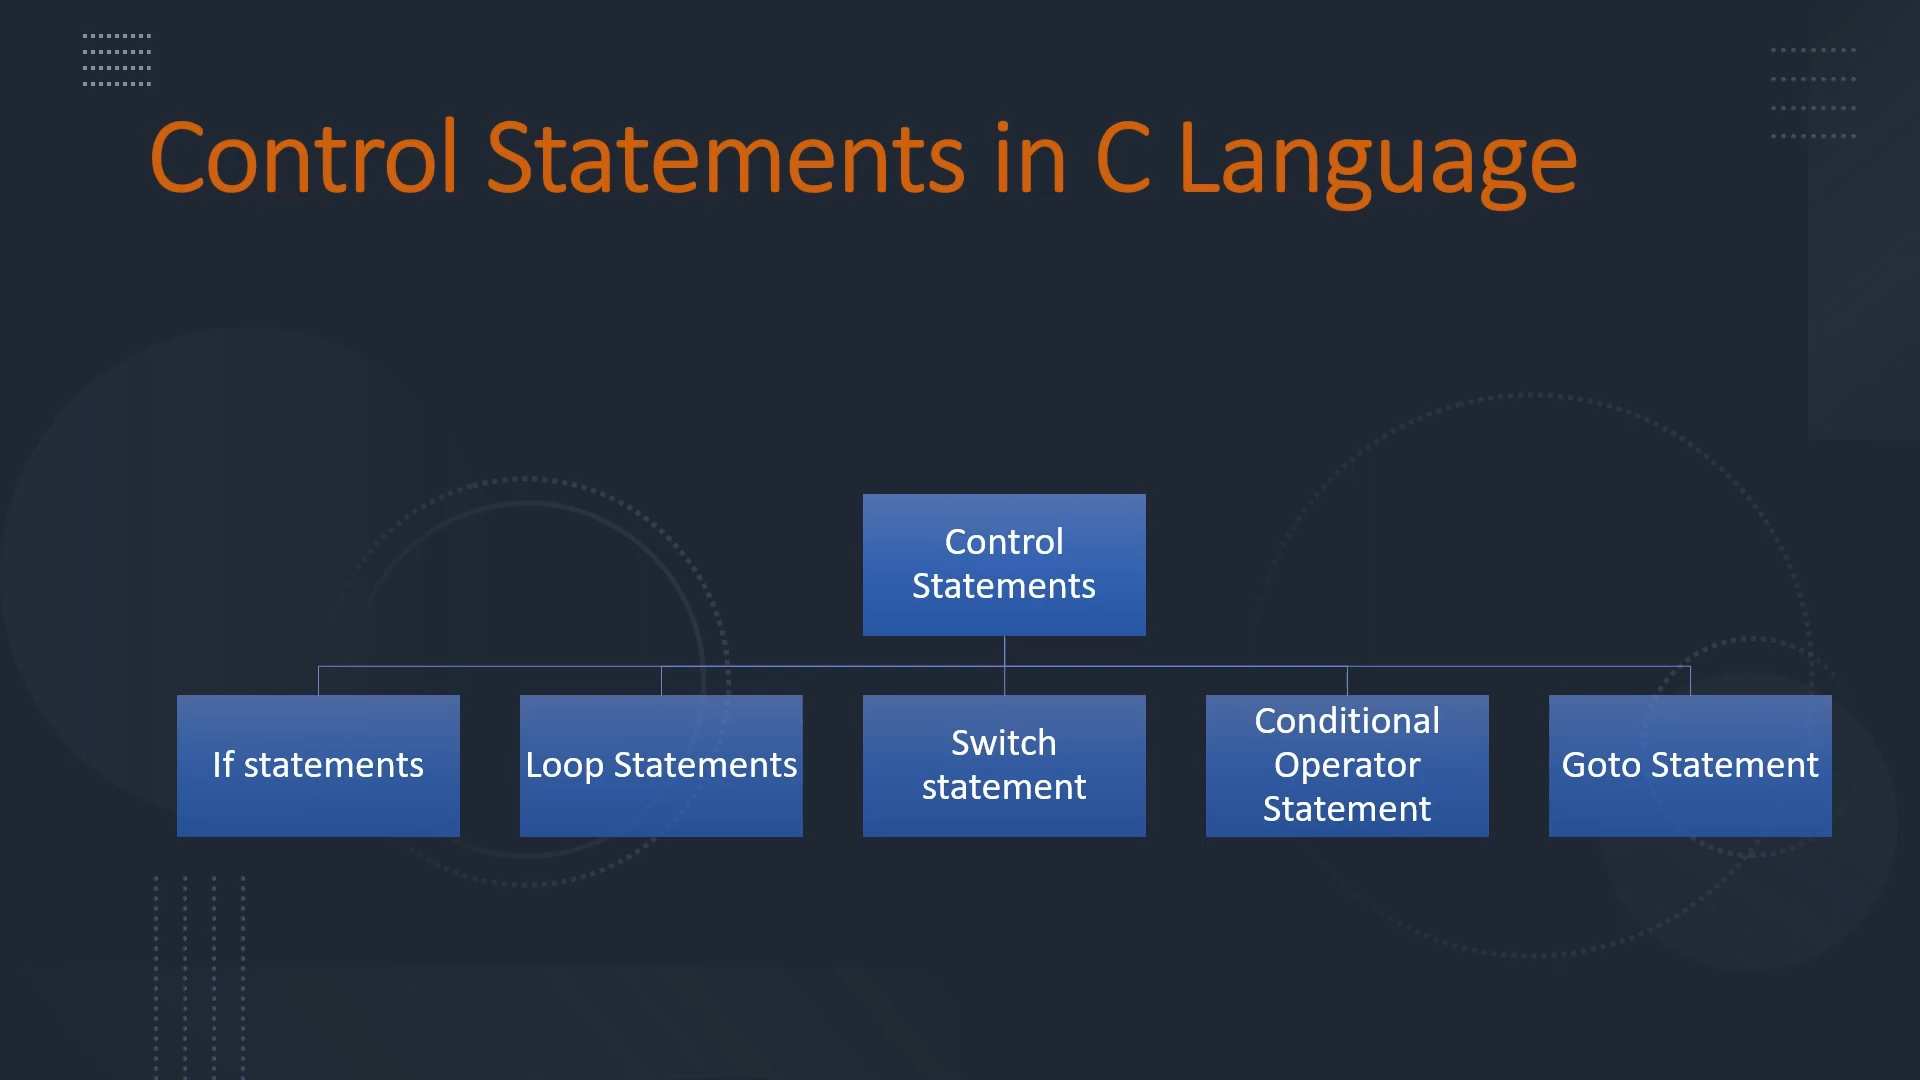 Control Statements in C Language
Control
Statements
If statements
Loop Statements
Switch
statement
Conditional
Operator
Statement
Goto Statement